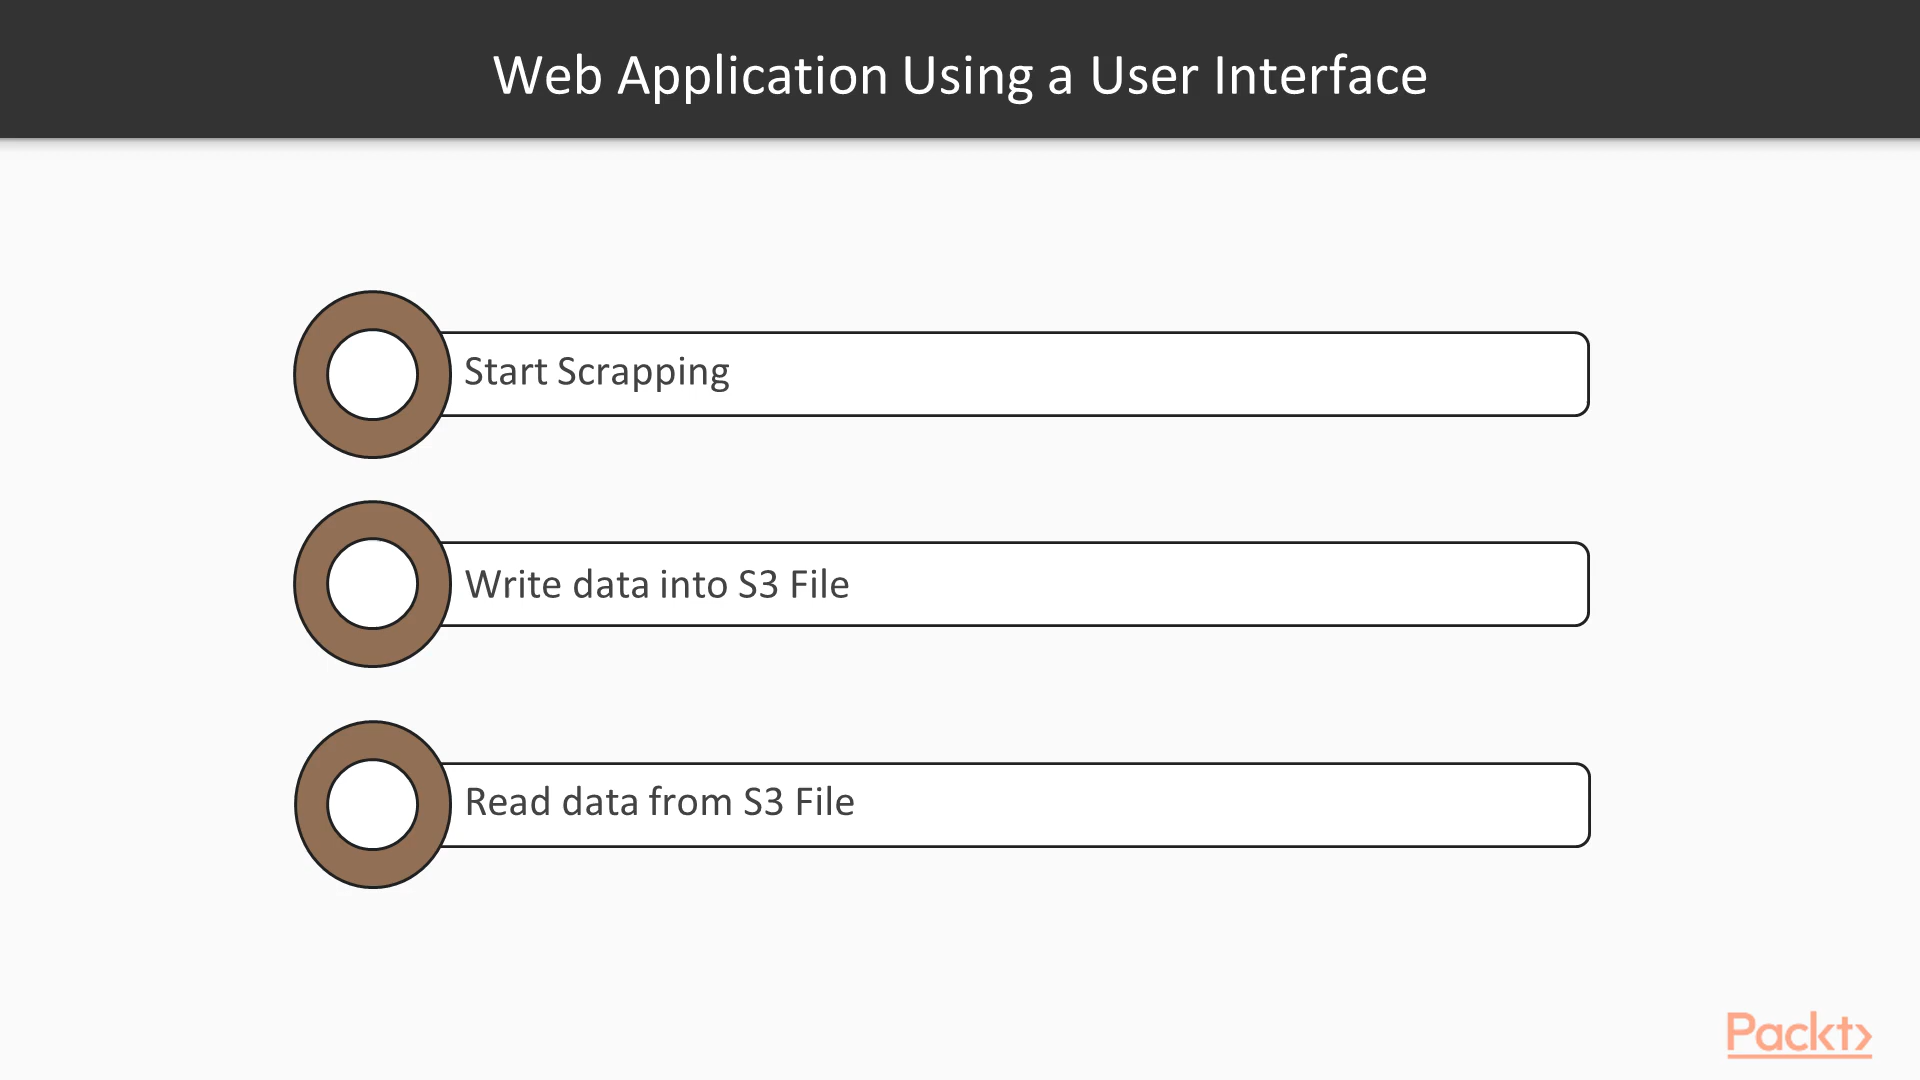 Web Application Using a User Interface
Start Scrapping
Write data into S3 File
Read data from S3 File
Packt>